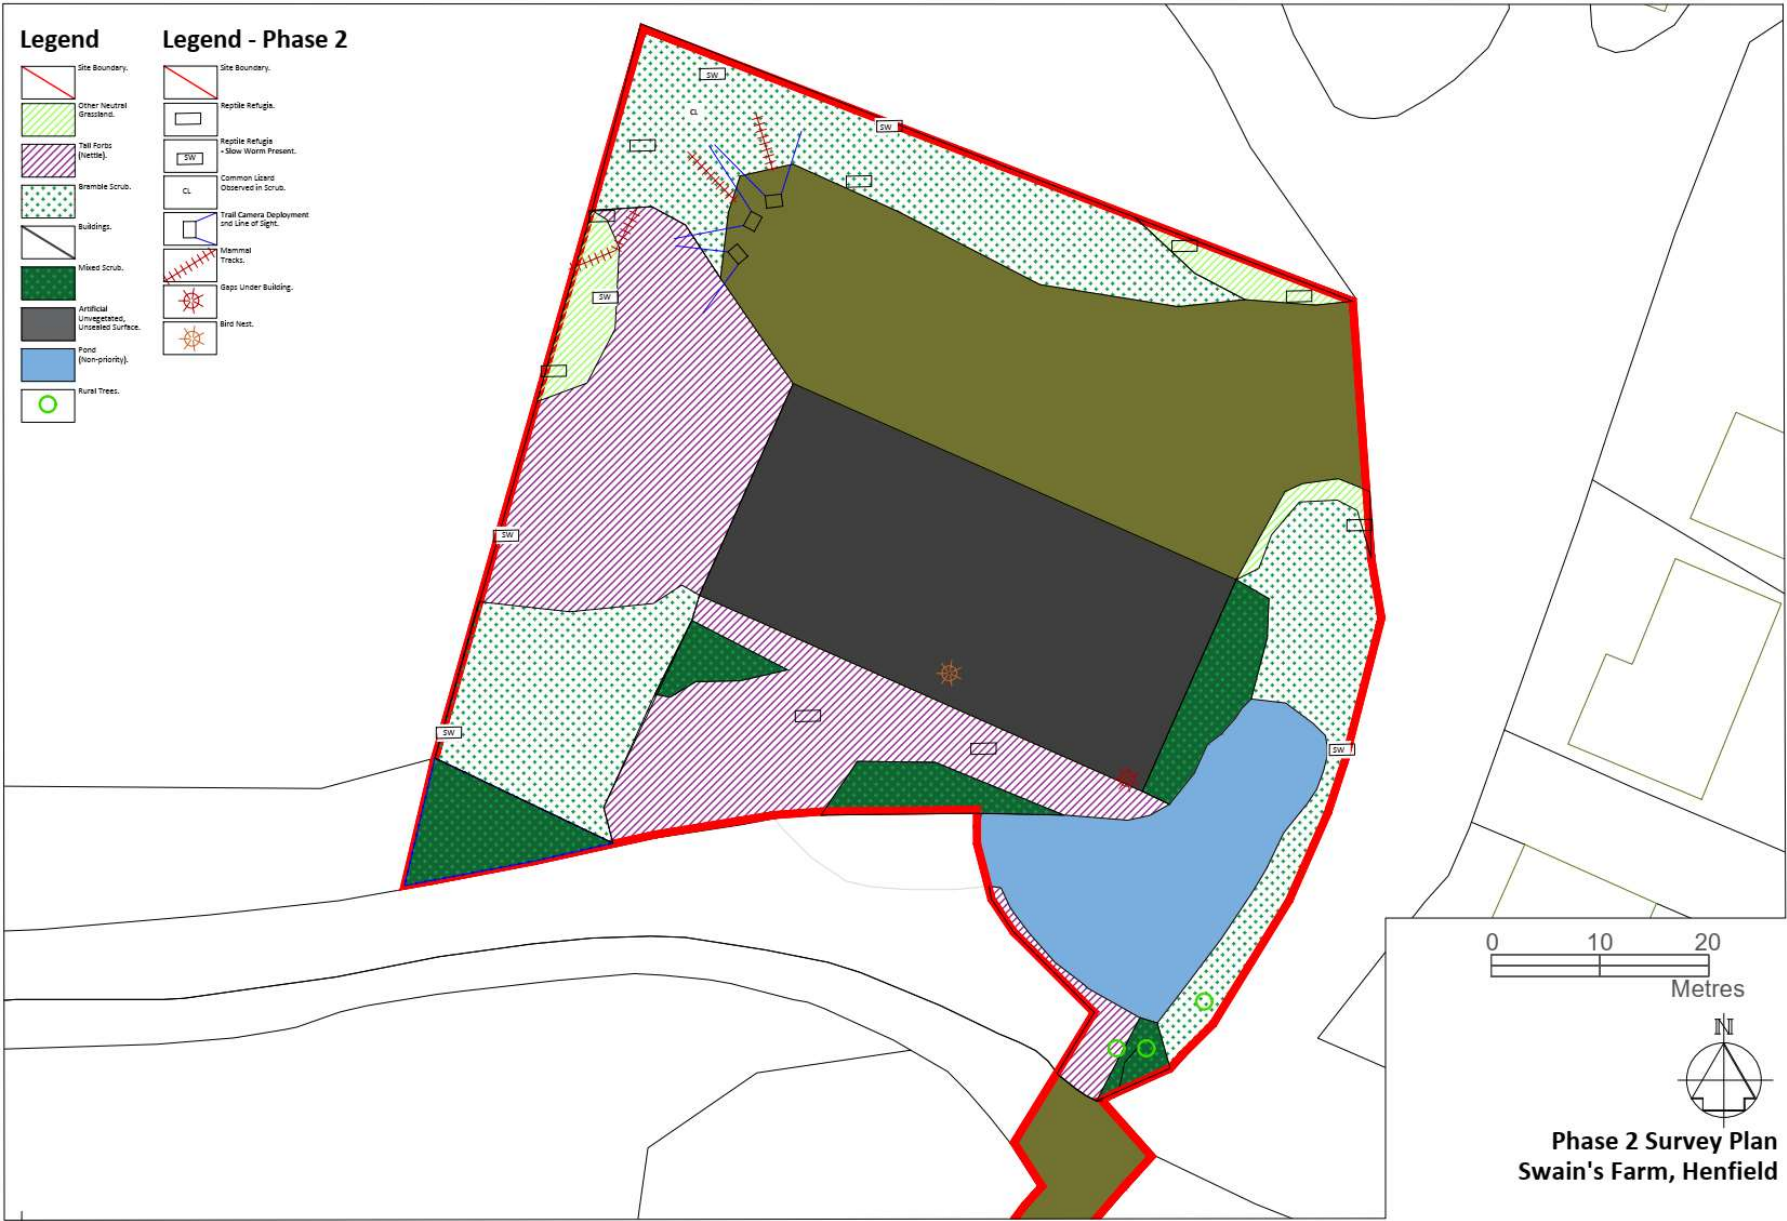 Legend
Site Boundary.
Other Neutral
Grassland.
Tall Forbs
(Nettle).
Bramble Scrub.
Buildings.
Mixed Scrub.
Artificial
Unvegetated,
Unsealed Surface.
Pond
(Non-priority).
Rural Trees.
Legend - Phase 2
Site Boundary.
Reptile Refugia.
SW
Reptile Refugia
- Slow Worm Present.
CL
Common Lizard
Observed in Scrub.
Trail Camera Deployment
and Line of Sight.
Mammal
Tracks.
Gaps Under Building.
Bird Nest.
SW
CL
SW
SW
SW
SW
SW
0 10 20
Metres
N
Phase 2 Survey Plan
Swain's Farm, Henfield